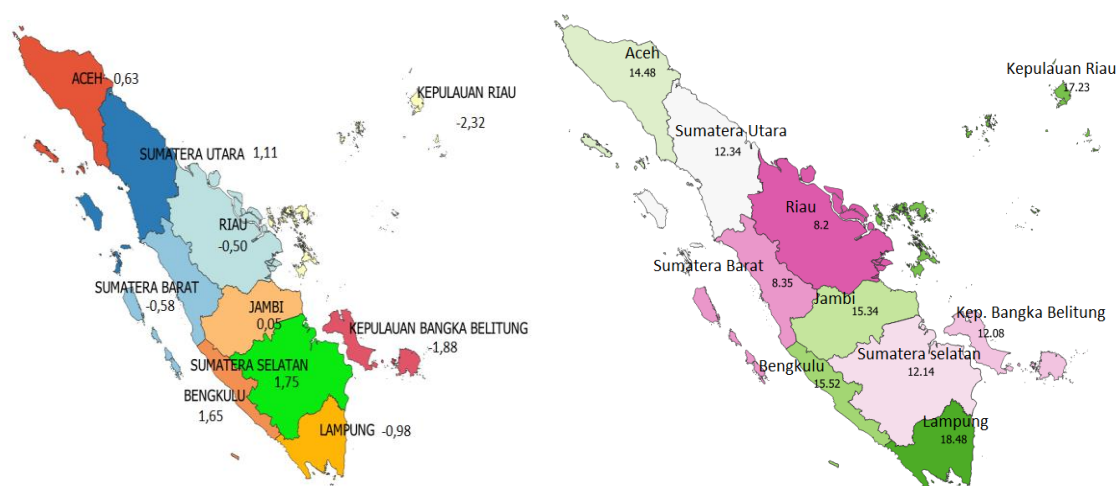 ACEH 0,63
KEPULAUAN RIAU
-2,32
SUMATERA UTARA 1,11
RIAU
-0,50
SUMATERA BARAT
-0,58
JAMBI
0,05
KEPULAUAN BANGKA BELITUNG
-1,88
SUMATERA SELATAN
1,75
BENGKULU
1,65
LAMPUNG -0,98
Aceh
14.48
Kepulauan Riau
17.23
Sumatera Utara
12.34
Riau
8.2
Sumatera Barat
8.35
Jambi
15.34
Kep. Bangka Belitung
12.08
Sumatera selatan
12.14
Bengkulu
15.52
Lampung
18.48